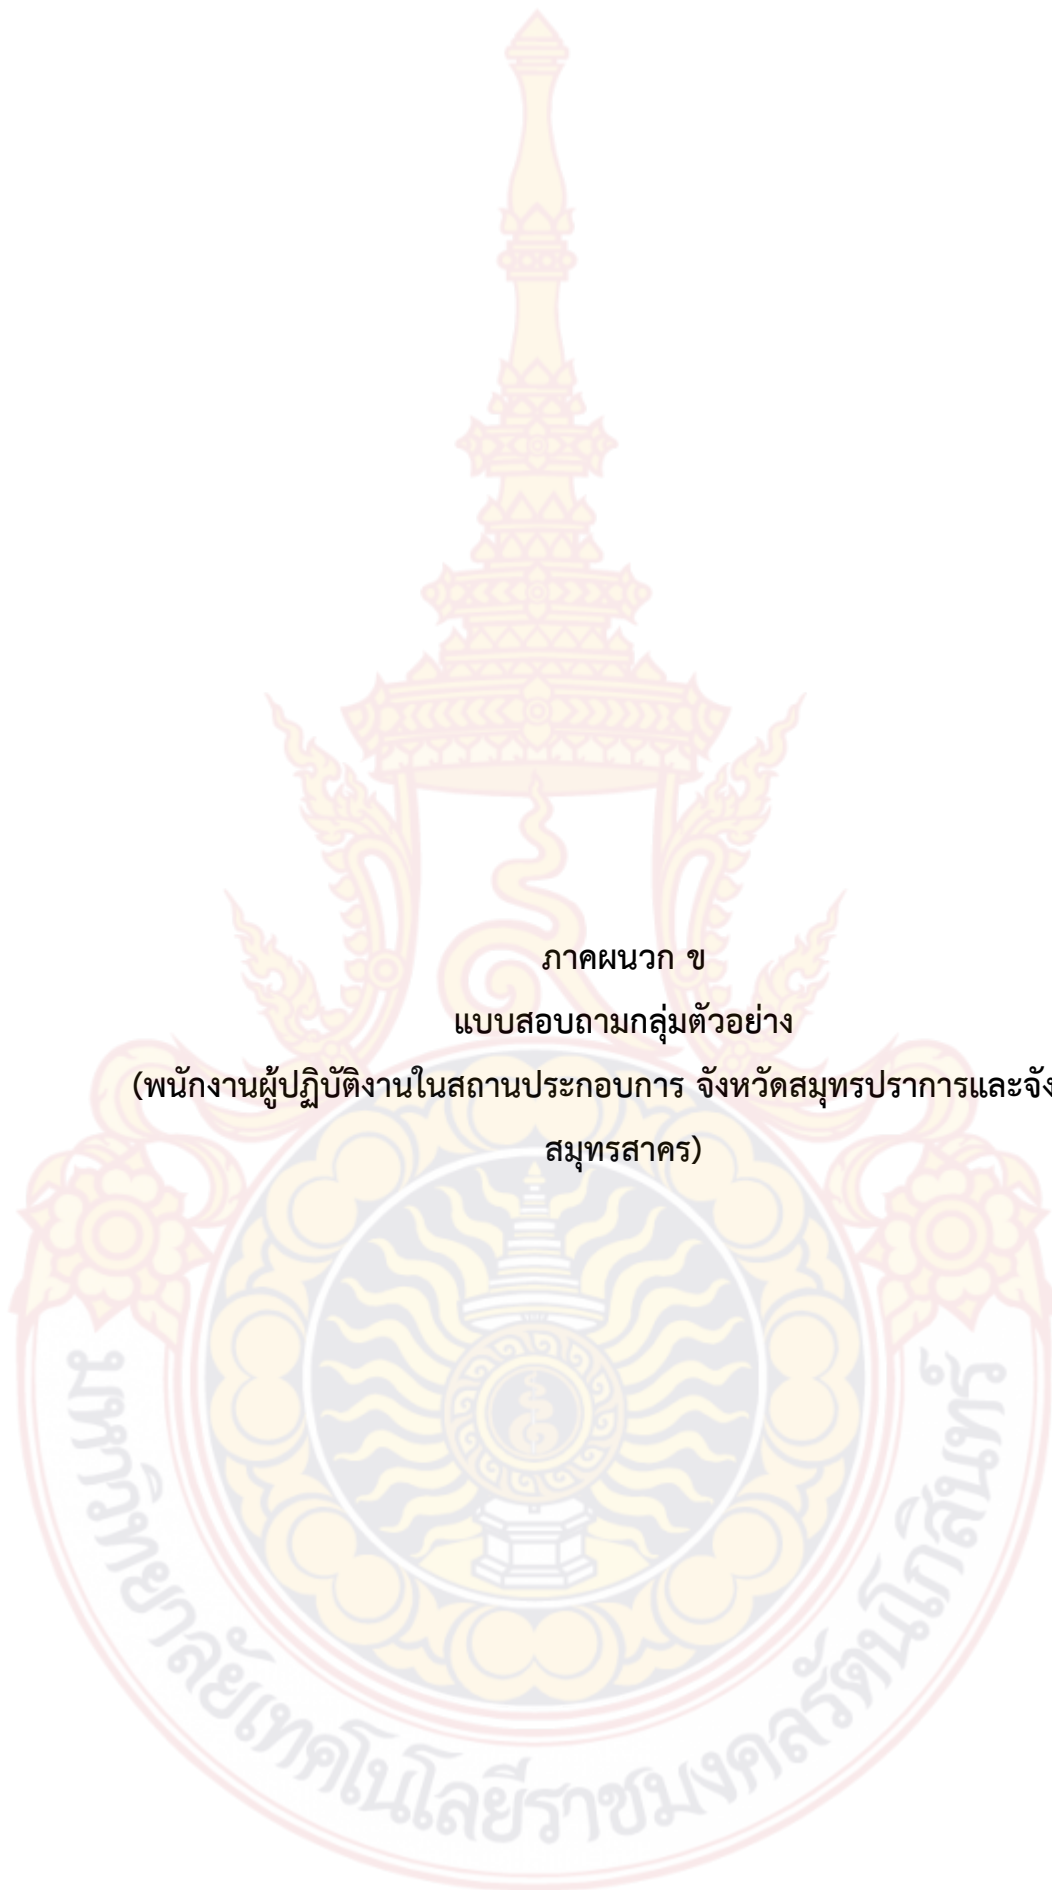 ภาคผนวก ข
แบบสอบถามกลุ่มตัวอย่าง
(พนักงานผู้ปฏิบัติงานในสถานประกอบการ จังหวัดสมุทรปราการและจัง
สมุทรสาคร)
มหาวิทยาลัยเทคโนโลยีราชมงคลรัตนโกสินทร์